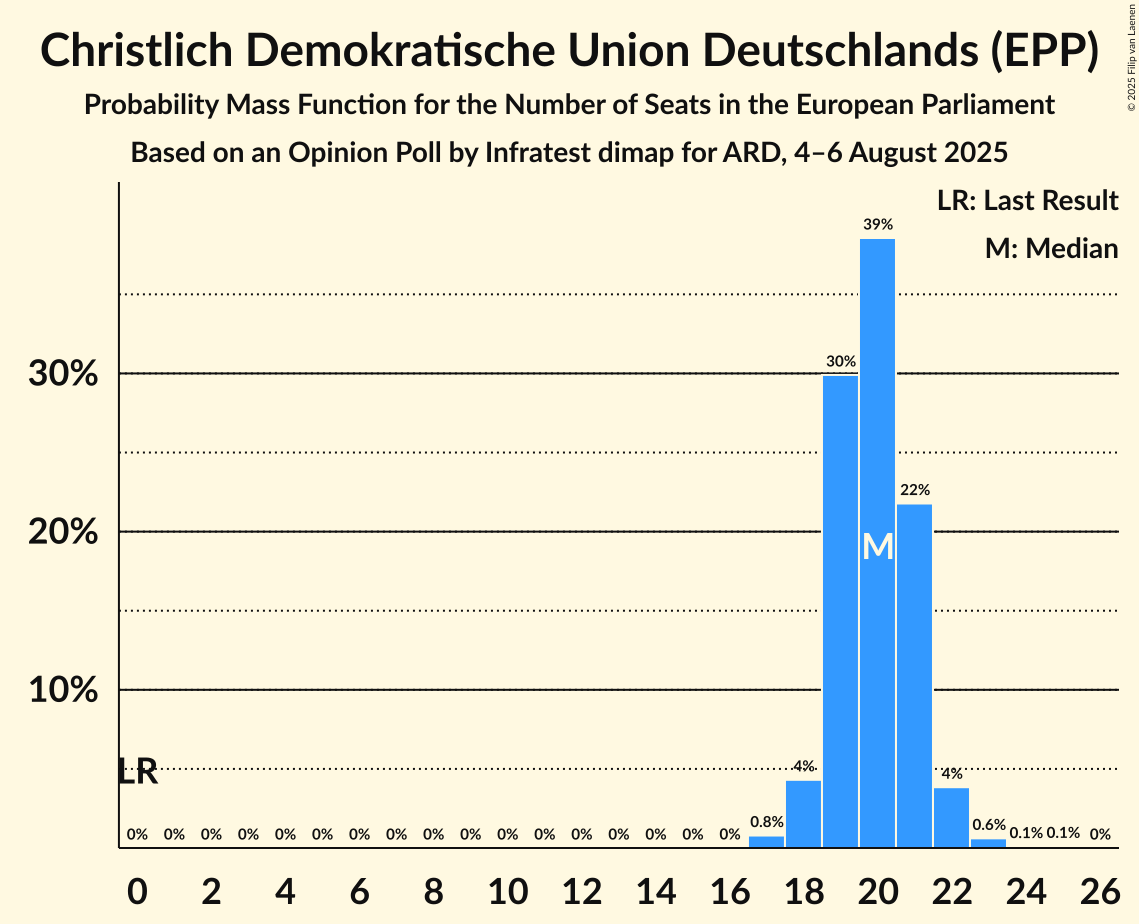 Christlich Demokratische Union Deutschlands (EPP)
Probability Mass Function for the Number of Seats in the European Parliament
Based on an Opinion Poll by Infratest dimap for ARD, 4–6 August 2025
© 2025 Filip van Laenen
LR: Last Result
M: Median
39%
30%
30%
22%
20%
M
10%
LR
4%
4%
0% 0% 0% 0% 0% 0% 0% 0% 0% 0% 0% 0% 0% 0% 0% 0% 0% 0.8% 0.6% 0.1% 0.1% 0%
0 2 4 6 8 10 12 14 16 18 20 22 24 26